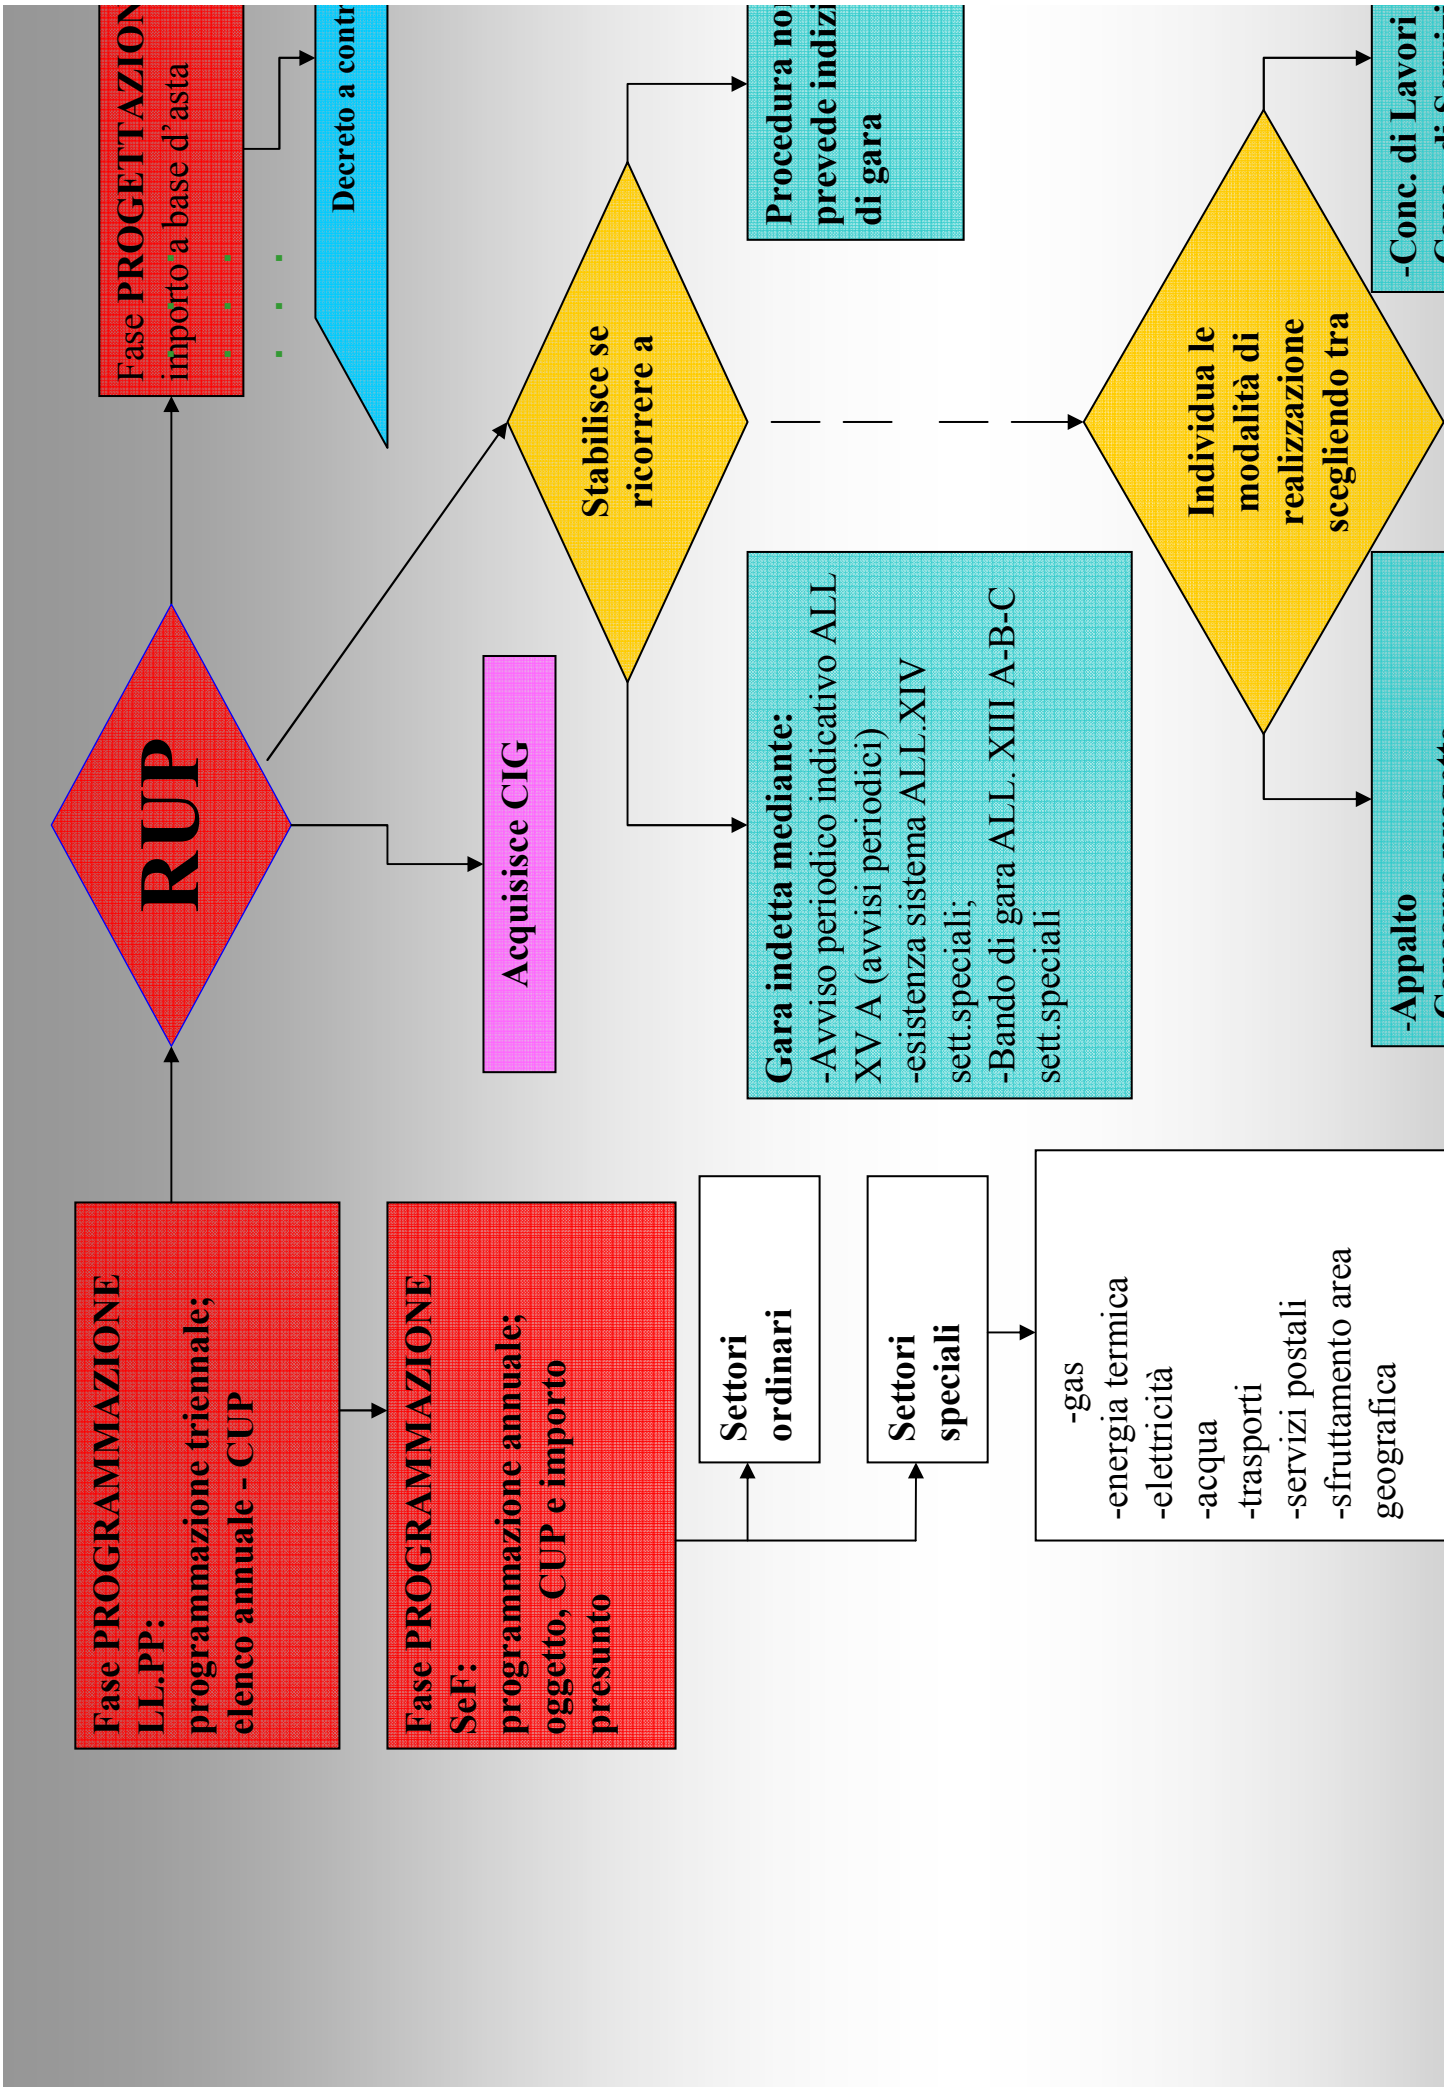 Fase PROGRAMMAZIONE
LL.PP:
programmazione triennale;
elenco annuale - CUP
RUP
Fase PROGETTAZION
importo a base d'asta
Decreto a contr
Fase PROGRAMMAZIONE
SeF:
programmazione annuale;
oggetto, CUP e importo
presunto
Acquisisce CIG
Stabilisce se
ricorrere a
Settori
ordinari
Settori
speciali
-gas
-energia termica
-elettricità
-acqua
-trasporti
-servizi postali
-sfruttamento area
geografica
Gara indetta mediante:
-Avviso periodico indicativo ALL
XV A (avvisi periodici)
-esistenza sistema ALL.XIV
sett.speciali;
-Bando di gara ALL. XIII A-B-C
sett.speciali
Procedura non
prevede indizi
di gara
Individua le
modalità di
realizzazione
scegliendo tra
-Appalto
-Conc. di Lavori